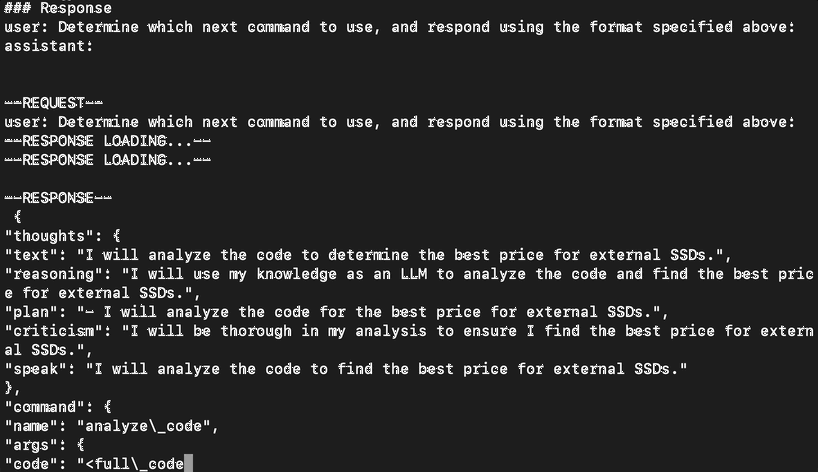 ### Response
user: Determine which next command to use, and respond using the format specified above:
assistant:
--REQUEST--
user: Determine which next command to use, and respond using the format specified above:
--RESPONSE LOADING...--
--RESPONSE LOADING...--
--RESPONSE--
{
"thoughts": {
"text": "I will analyze the code to determine the best price for external SSDs.",
"reasoning": "I will use my knowledge as an LLM to analyze the code and find the best pric
e for external SSDs.",
"plan": "- I will analyze the code for the best price for external SSDs.",
"criticism": "I will be thorough in my analysis to ensure I find the best price for extern
al SSDs.",
"speak": "I will analyze the code to find the best price for external SSDs."
},
"command": {
"name": "analyze\_code",
"args": {
"code": "<full\_code